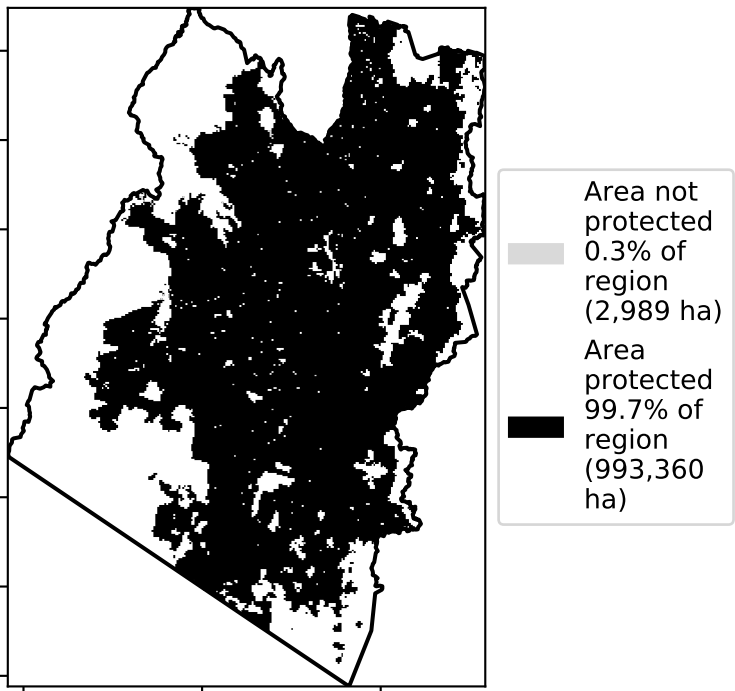 Area not
protected
0.3% of
region
(2,989 ha)
Area
protected
99.7% of
region
(993,360
ha)